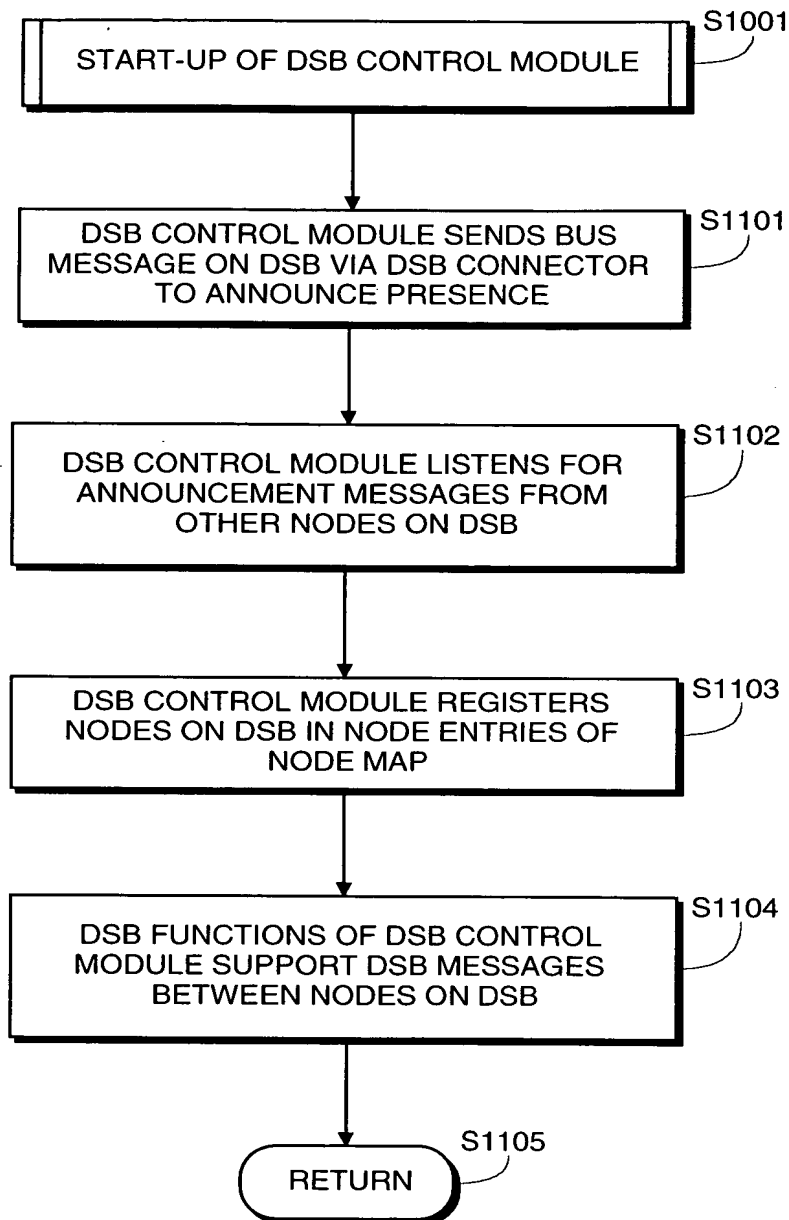 S1001
START-UP OF DSB CONTROL MODULE
S1101
DSB CONTROL MODULE SENDS BUS
MESSAGE ON DSB VIA DSB CONNECTOR
TO ANNOUNCE PRESENCE
S1102
DSB CONTROL MODULE LISTENS FOR
ANNOUNCEMENT MESSAGES FROM
OTHER NODES ON DSB
S1103
DSB CONTROL MODULE REGISTERS
NODES ON DSB IN NODE ENTRIES OF
NODE MAP
S1104
DSB FUNCTIONS OF DSB CONTROL
MODULE SUPPORT DSB MESSAGES
BETWEEN NODES ON DSB
S1105
RETURN